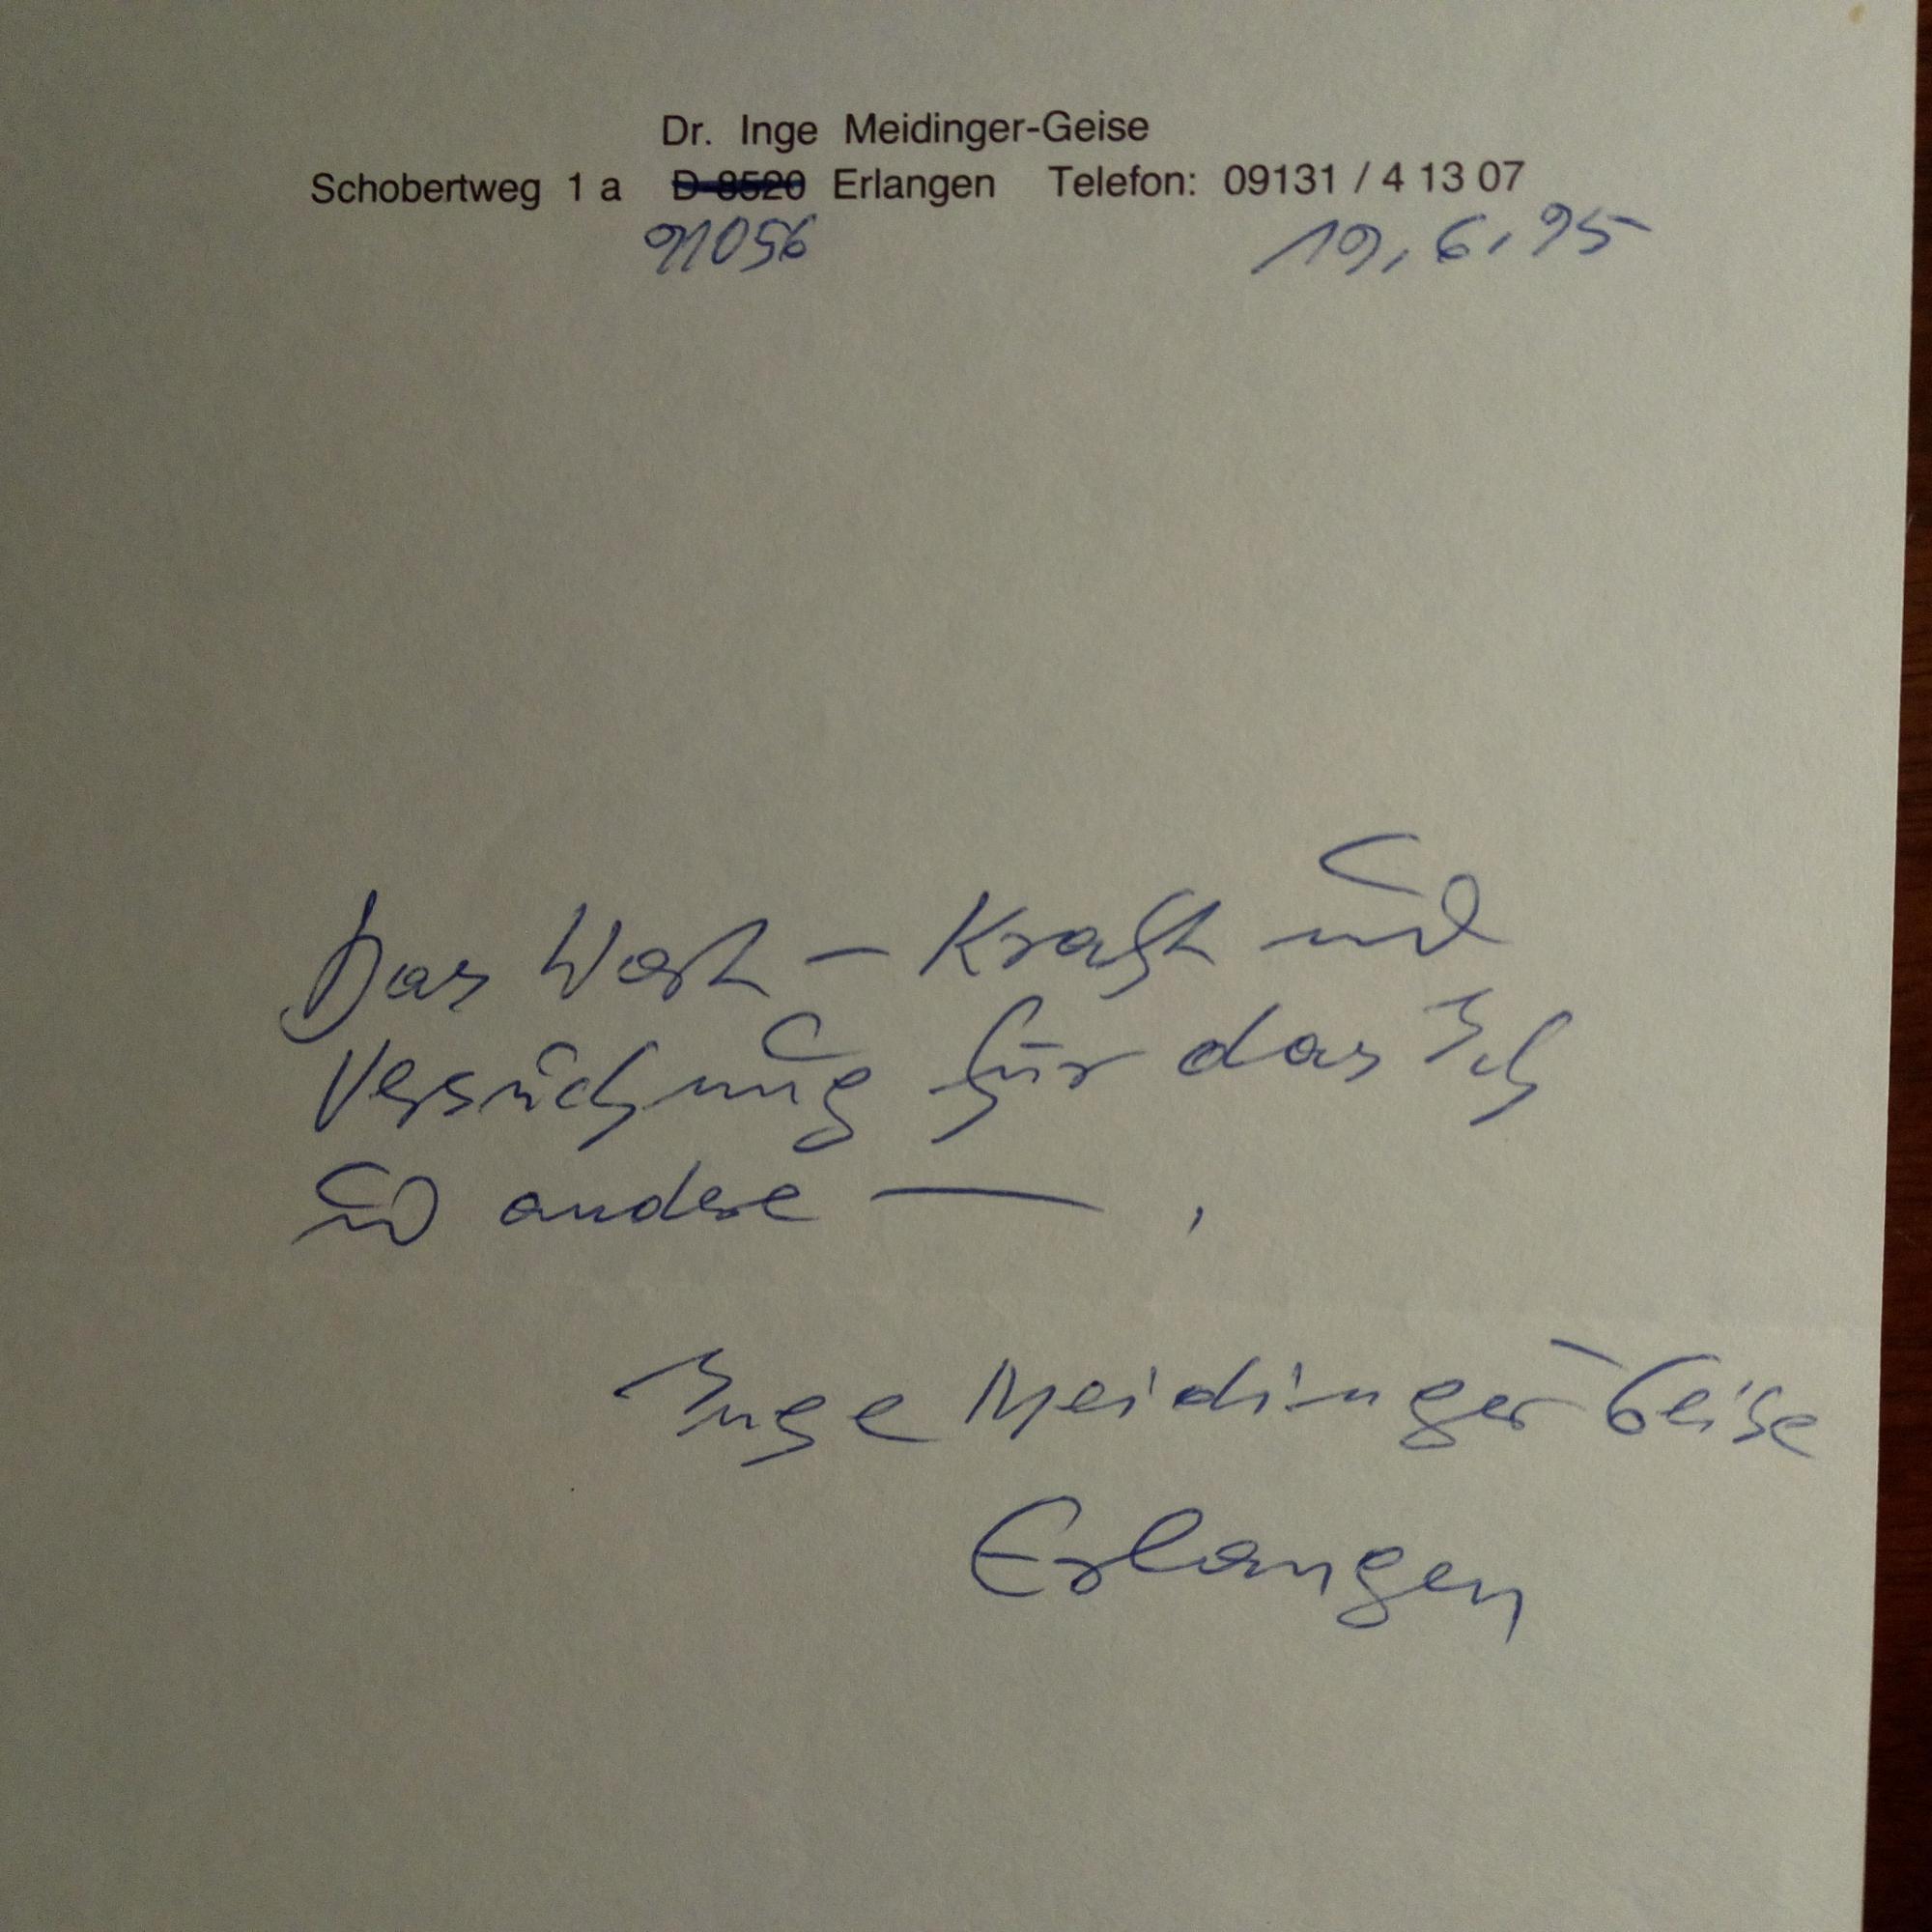 Dr. Inge Meidinger-Geise
Schobertweg 1 a D-8520 Erlangen Telefon: 09131 / 4 13 07
91056 19.6.95
Das Wort – Kraft und
Versuchung für das Ich
und andere — .
Inge Meidinger-Geise
Erlangen